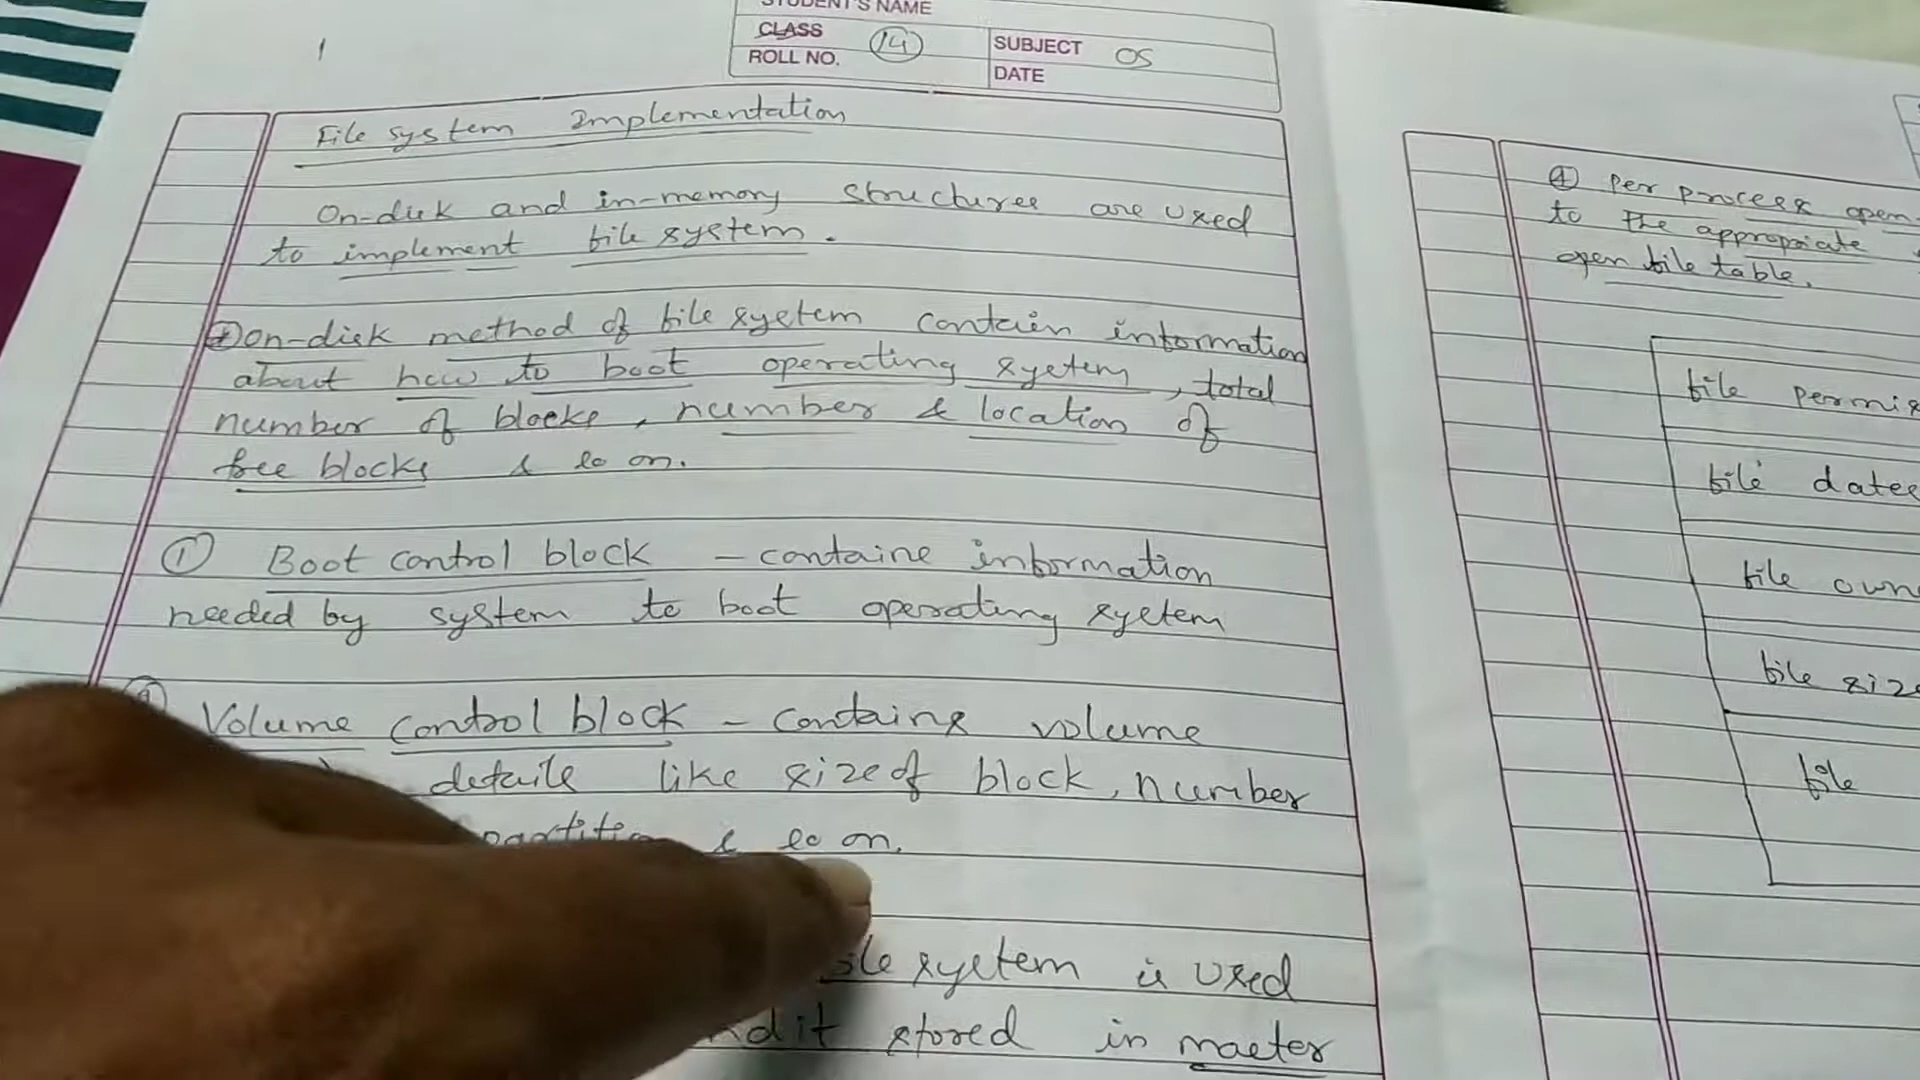 STUDENT'S NAME
CLASS
ROLL NO.
14
SUBJECT OS
DATE
File system Implementation
On-disk and in-memory structures are used
to implement file system.
on-disk method of file system contain information
about how to boot operating system, total
number of blocks, number & location of
free blocks & so on.
① Boot control block - contains information
needed by system to boot operating system
Volume control block - contains volume
details like size of block, number
partition & so on.
file system is used
stored in master
④ Per process open
to the appropriate
open file table.
file permis
file dates
file own
file size
file